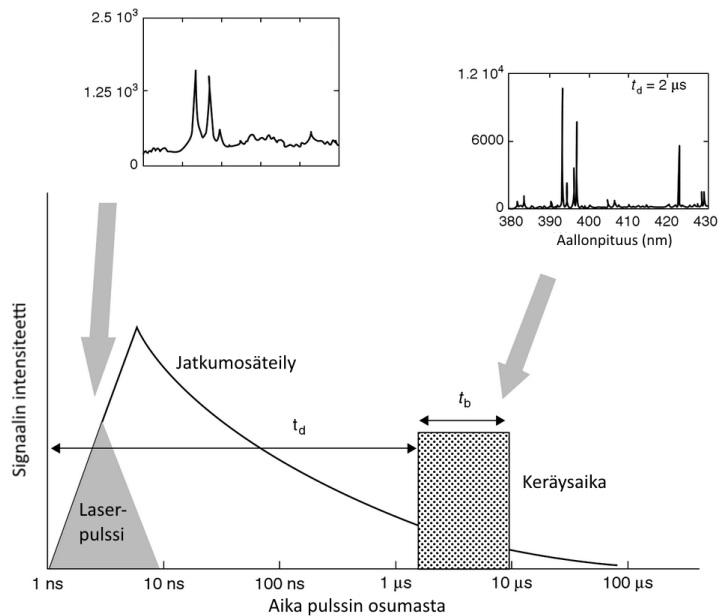 2.5 10³
1.25 10³
0
1.2 10⁴
6000
0
t_d = 2 µs
380 390 400 410 420 430
Aallonpituus (nm)
Signaalin intensiteetti
Jatkumosäteily
t_d
t_b
Laser-
pulssi
Keräysaika
1 ns 10 ns 100 ns 1 µs 10 µs 100 µs
Aika pulssin osumasta